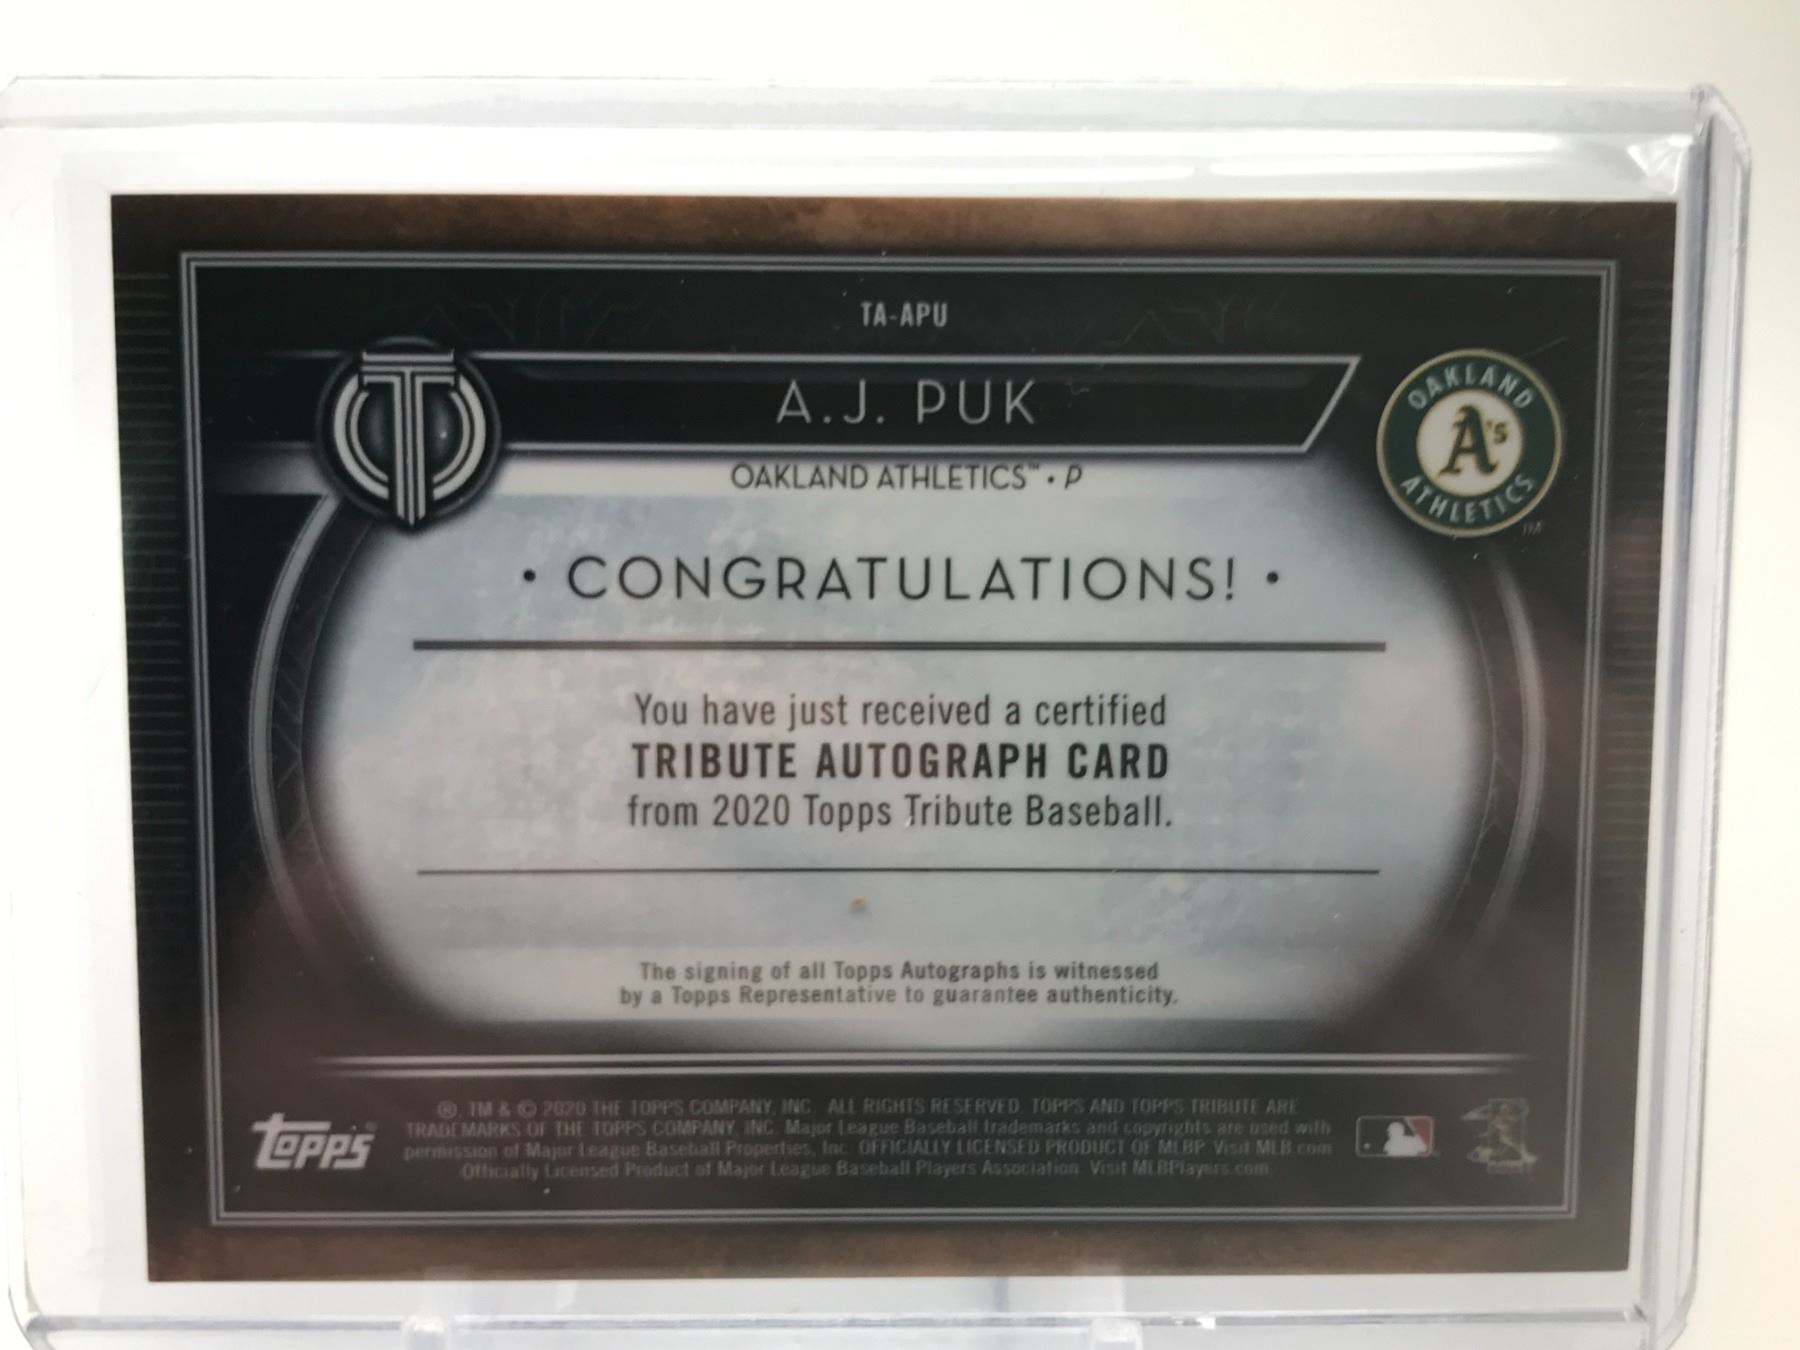 TA-APU
A.J. PUK
OAKLAND ATHLETICS™ • P
OAKLAND
A's
ATHLETICS
TM
• CONGRATULATIONS! •
You have just received a certified
TRIBUTE AUTOGRAPH CARD
from 2020 Topps Tribute Baseball.
The signing of all Topps Autographs is witnessed
by a Topps Representative to guarantee authenticity.
topps®
®, TM & © 2020 THE TOPPS COMPANY, INC. ALL RIGHTS RESERVED. TOPPS AND TOPPS TRIBUTE ARE
TRADEMARKS OF THE TOPPS COMPANY, INC. Major League Baseball trademarks and copyrights are used with
permission of Major League Baseball Properties, Inc. OFFICIALLY LICENSED PRODUCT OF MLBP Visit MLB.com
Officially Licensed Product of Major League Baseball Players Association Visit MLBPlayers.com